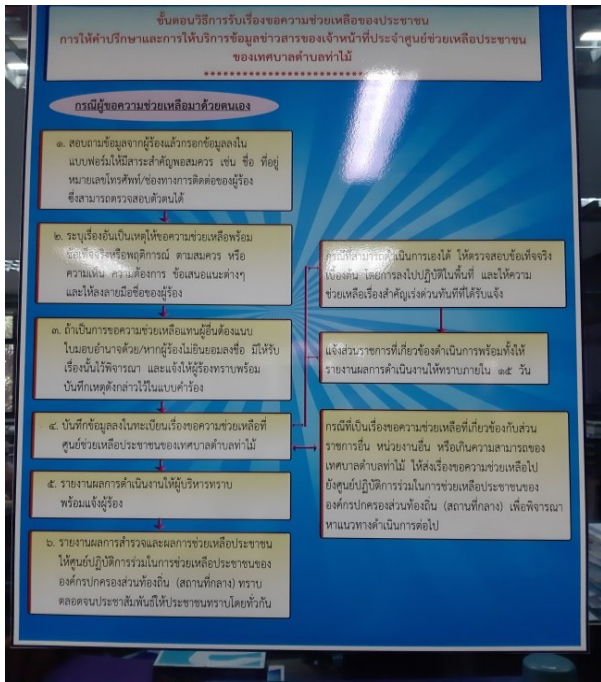 ขั้นตอนวิธีการรับเรื่องขอความช่วยเหลือของประชาชน
การให้คำปรึกษาและการให้บริการข้อมูลข่าวสารของเจ้าหน้าที่ประจำศูนย์ช่วยเหลือประชาชน
ของเทศบาลตำบลท่าไม้
กรณีผู้ขอความช่วยเหลือมาด้วยตนเอง
๑. สอบถามข้อมูลจากผู้ร้องแล้วกรอกข้อมูลลงใน
แบบฟอร์มให้มีสาระสำคัญพอสมควร เช่น ชื่อ ที่อยู่
หมายเลขโทรศัพท์/ช่องทางการติดต่อของผู้ร้อง
ซึ่งสามารถตรวจสอบตัวตนได้
๒. ระบุเรื่องอันเป็นเหตุให้ขอความช่วยเหลือพร้อม
ข้อเท็จจริงหรือพฤติการณ์ ตามสมควร หรือ
ความเห็น ความต้องการ ข้อเสนอแนะต่างๆ
และให้ลงลายมือชื่อของผู้ร้อง
๓. ถ้าเป็นการขอความช่วยเหลือแทนผู้อื่นต้องแนบ
ใบมอบอำนาจด้วย/หากผู้ร้องไม่ยินยอมลงชื่อ มิให้รับ
เรื่องนั้นไว้พิจารณา และแจ้งให้ผู้ร้องทราบพร้อม
บันทึกเหตุดังกล่าวไว้ในแบบคำร้อง
๔. บันทึกข้อมูลลงในทะเบียนเรื่องขอความช่วยเหลือที่
ศูนย์ช่วยเหลือประชาชนของเทศบาลตำบลท่าไม้
๕. รายงานผลการดำเนินงานให้ผู้บริหารทราบ
พร้อมแจ้งผู้ร้อง
๖. รายงานผลการสำรวจและผลการช่วยเหลือประชาชน
ให้ศูนย์ปฏิบัติการร่วมในการช่วยเหลือประชาชนของ
องค์กรปกครองส่วนท้องถิ่น (สถานที่กลาง) ทราบ
ตลอดจนประชาสัมพันธ์ให้ประชาชนทราบโดยทั่วกัน
กรณีที่สามารถดำเนินการเองได้ ให้ตรวจสอบข้อเท็จจริง
เบื้องต้น โดยการลงไปปฏิบัติในพื้นที่ และให้ความ
ช่วยเหลือเรื่องสำคัญเร่งด่วนทันทีที่ได้รับแจ้ง
แจ้งส่วนราชการที่เกี่ยวข้องดำเนินการพร้อมทั้งให้
รายงานผลการดำเนินงานให้ทราบภายใน ๑๕ วัน
กรณีที่เป็นเรื่องขอความช่วยเหลือที่เกี่ยวข้องกับส่วน
ราชการอื่น หน่วยงานอื่น หรือเกินความสามารถของ
เทศบาลตำบลท่าไม้ ให้ส่งเรื่องขอความช่วยเหลือไป
ยังศูนย์ปฏิบัติการร่วมในการช่วยเหลือประชาชนของ
องค์กรปกครองส่วนท้องถิ่น (สถานที่กลาง) เพื่อพิจารณา
หาแนวทางดำเนินการต่อไป